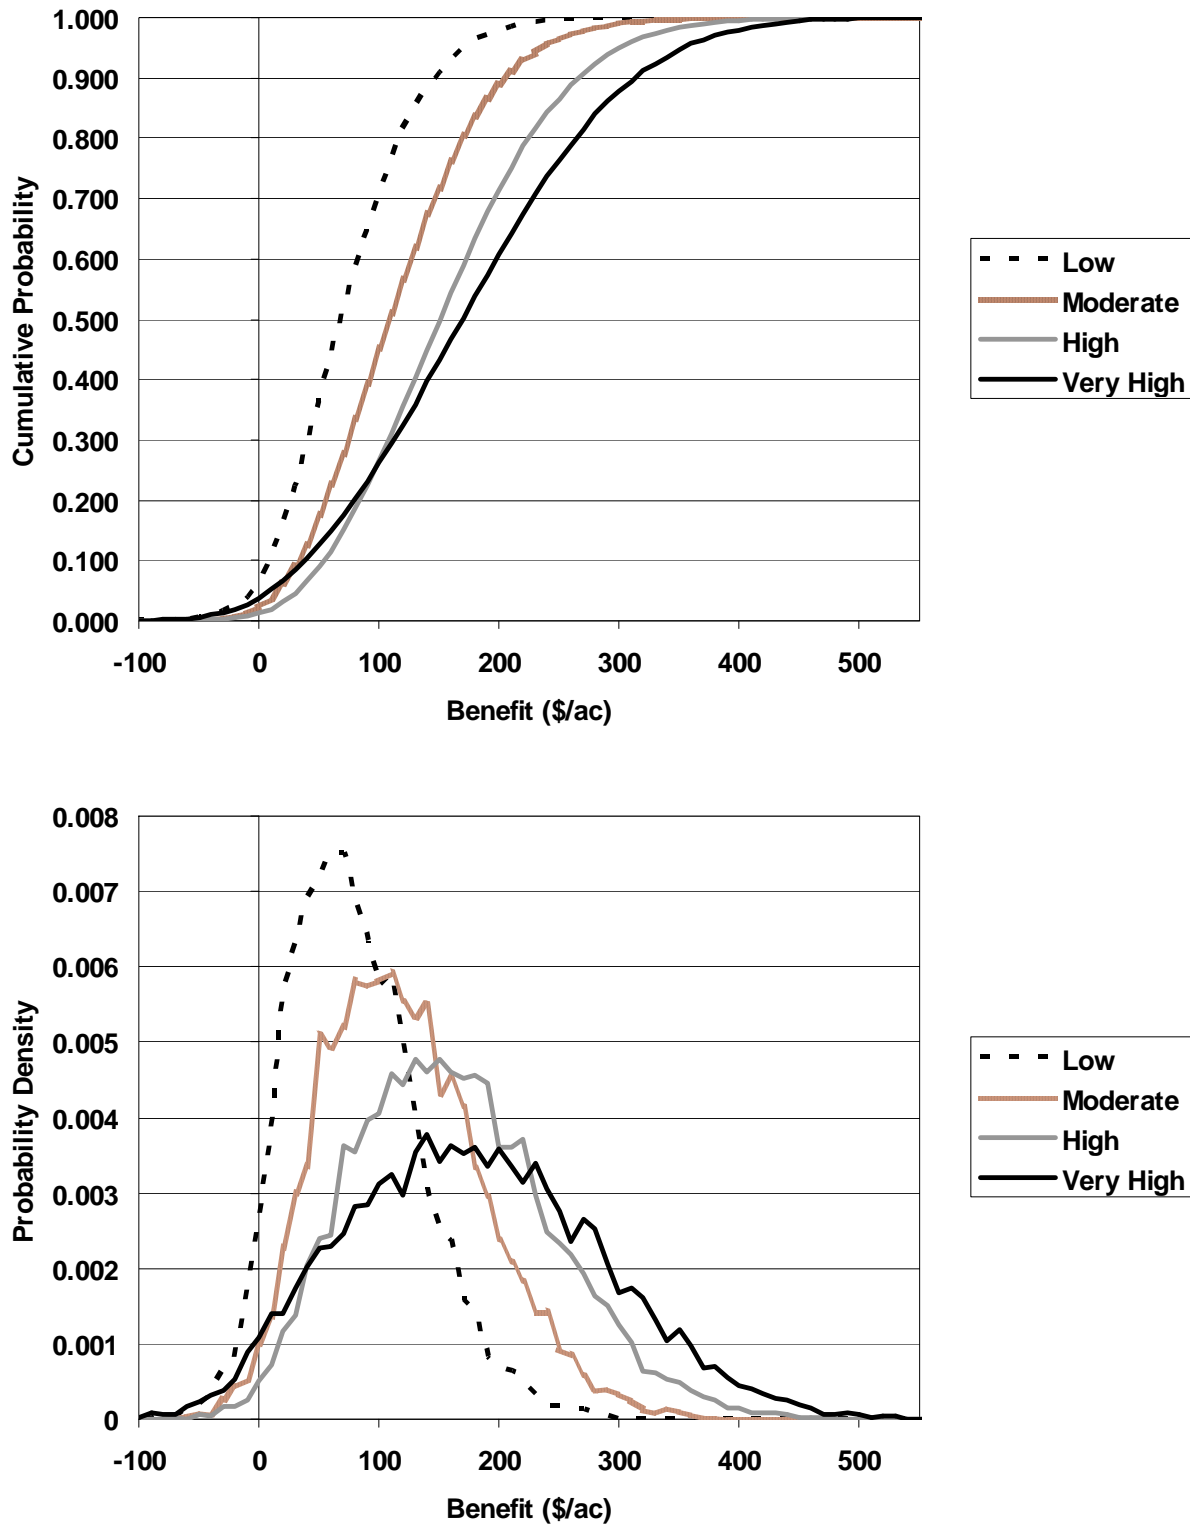 1.000
0.900
0.800
0.700
0.600
0.500
0.400
0.300
0.200
0.100
0.000
Cumulative Probability
-100 0 100 200 300 400 500
Benefit ($/ac)
Low
Moderate
High
Very High
0.008
0.007
0.006
0.005
0.004
0.003
0.002
0.001
0
Probability Density
-100 0 100 200 300 400 500
Benefit ($/ac)
Low
Moderate
High
Very High